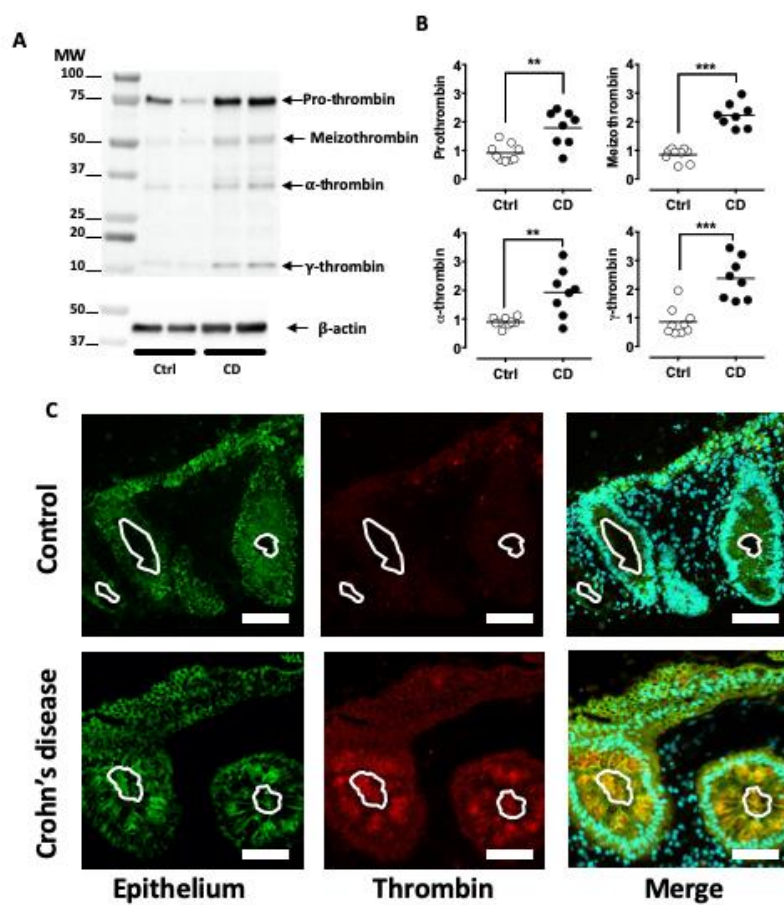 A
MW
100
75
50
37
25
20
10
50
37
Pro-thrombin
Meizothrombin
α-thrombin
γ-thrombin
β-actin
Ctrl CD
B
Prothrombin
4
3
2
1
0
**
Ctrl CD
Meizothrombin
4
3
2
1
0
***
Ctrl CD
α-thrombin
4
3
2
1
0
**
Ctrl CD
γ-thrombin
4
3
2
1
0
***
Ctrl CD
C
Control
Crohn's disease
Epithelium Thrombin Merge